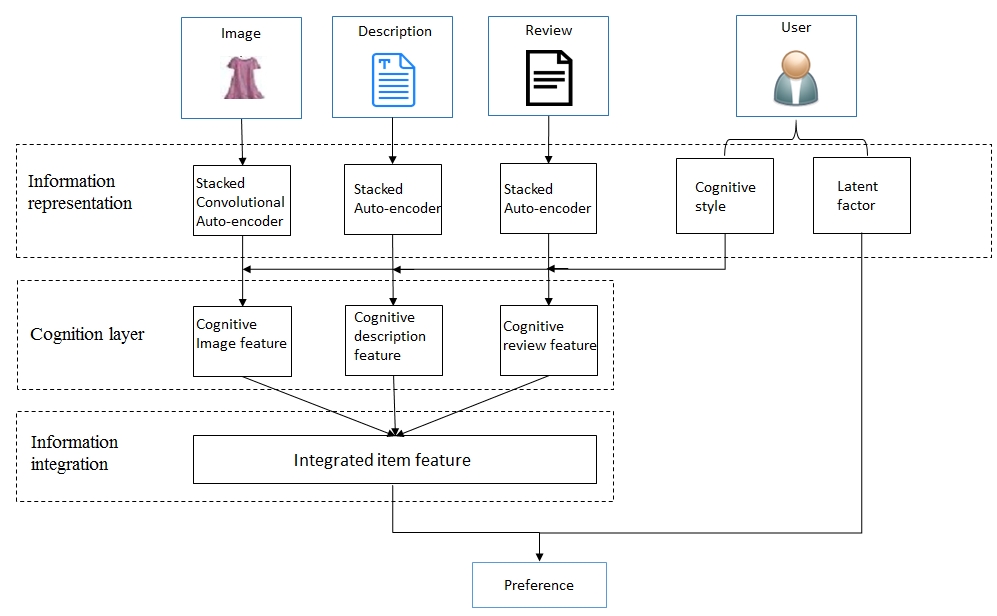 Image
Description
Review
User
T
Information
representation
Stacked
Convolutional
Auto-encoder
Stacked
Auto-encoder
Stacked
Auto-encoder
Cognitive
style
Latent
factor
Cognition layer
Cognitive
Image feature
Cognitive
description
feature
Cognitive
review feature
Information
integration
Integrated item feature
Preference